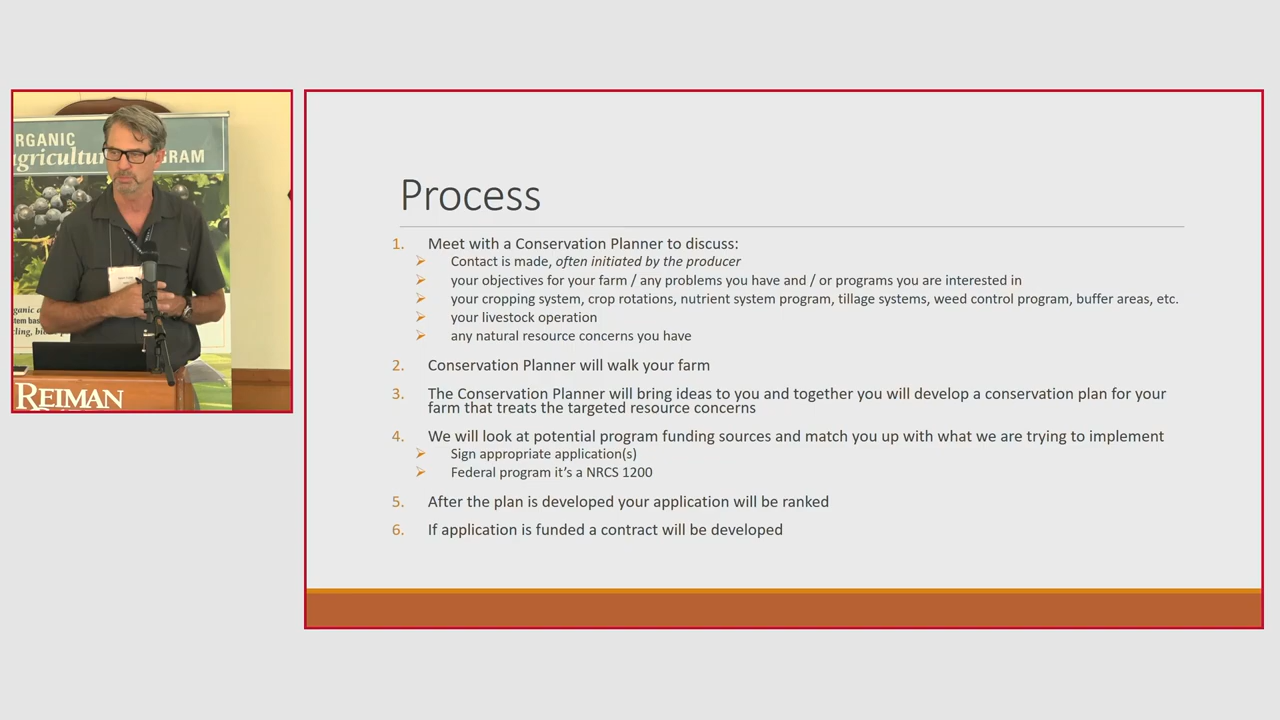 RGANIC
gricultur
RAM
ganic a
tem bas
ling, bio
REIMAN
Process
1. Meet with a Conservation Planner to discuss:
Contact is made, often initiated by the producer
your objectives for your farm / any problems you have and / or programs you are interested in
your cropping system, crop rotations, nutrient system program, tillage systems, weed control program, buffer areas, etc.
your livestock operation
any natural resource concerns you have
2. Conservation Planner will walk your farm
3. The Conservation Planner will bring ideas to you and together you will develop a conservation plan for your
farm that treats the targeted resource concerns
4. We will look at potential program funding sources and match you up with what we are trying to implement
Sign appropriate application(s)
Federal program it’s a NRCS 1200
5. After the plan is developed your application will be ranked
6. If application is funded a contract will be developed